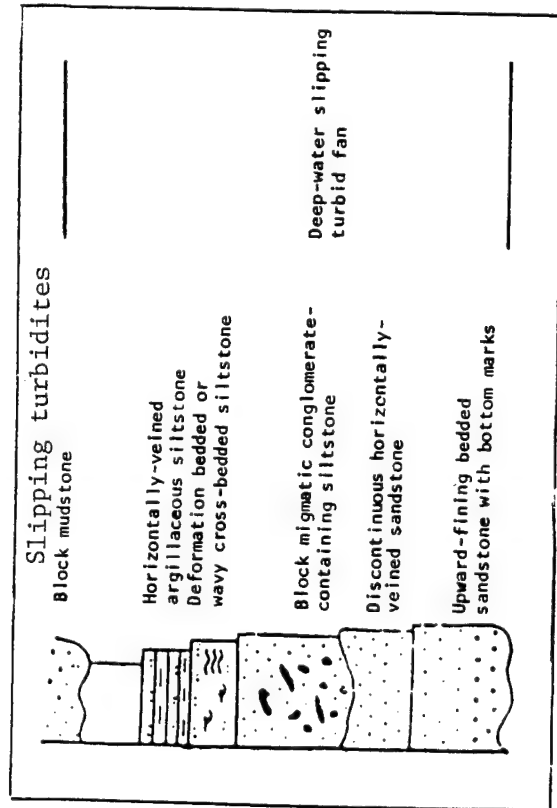 Slipping turbidites
Block mudstone
Horizontally-veined
argillaceous siltstone
Deformation bedded or
wavy cross-bedded siltstone
Block migmatic conglomerate-
containing siltstone
Discontinuous horizontally-
veined sandstone
Upward-fining bedded
sandstone with bottom marks
Deep-water slipping
turbid fan